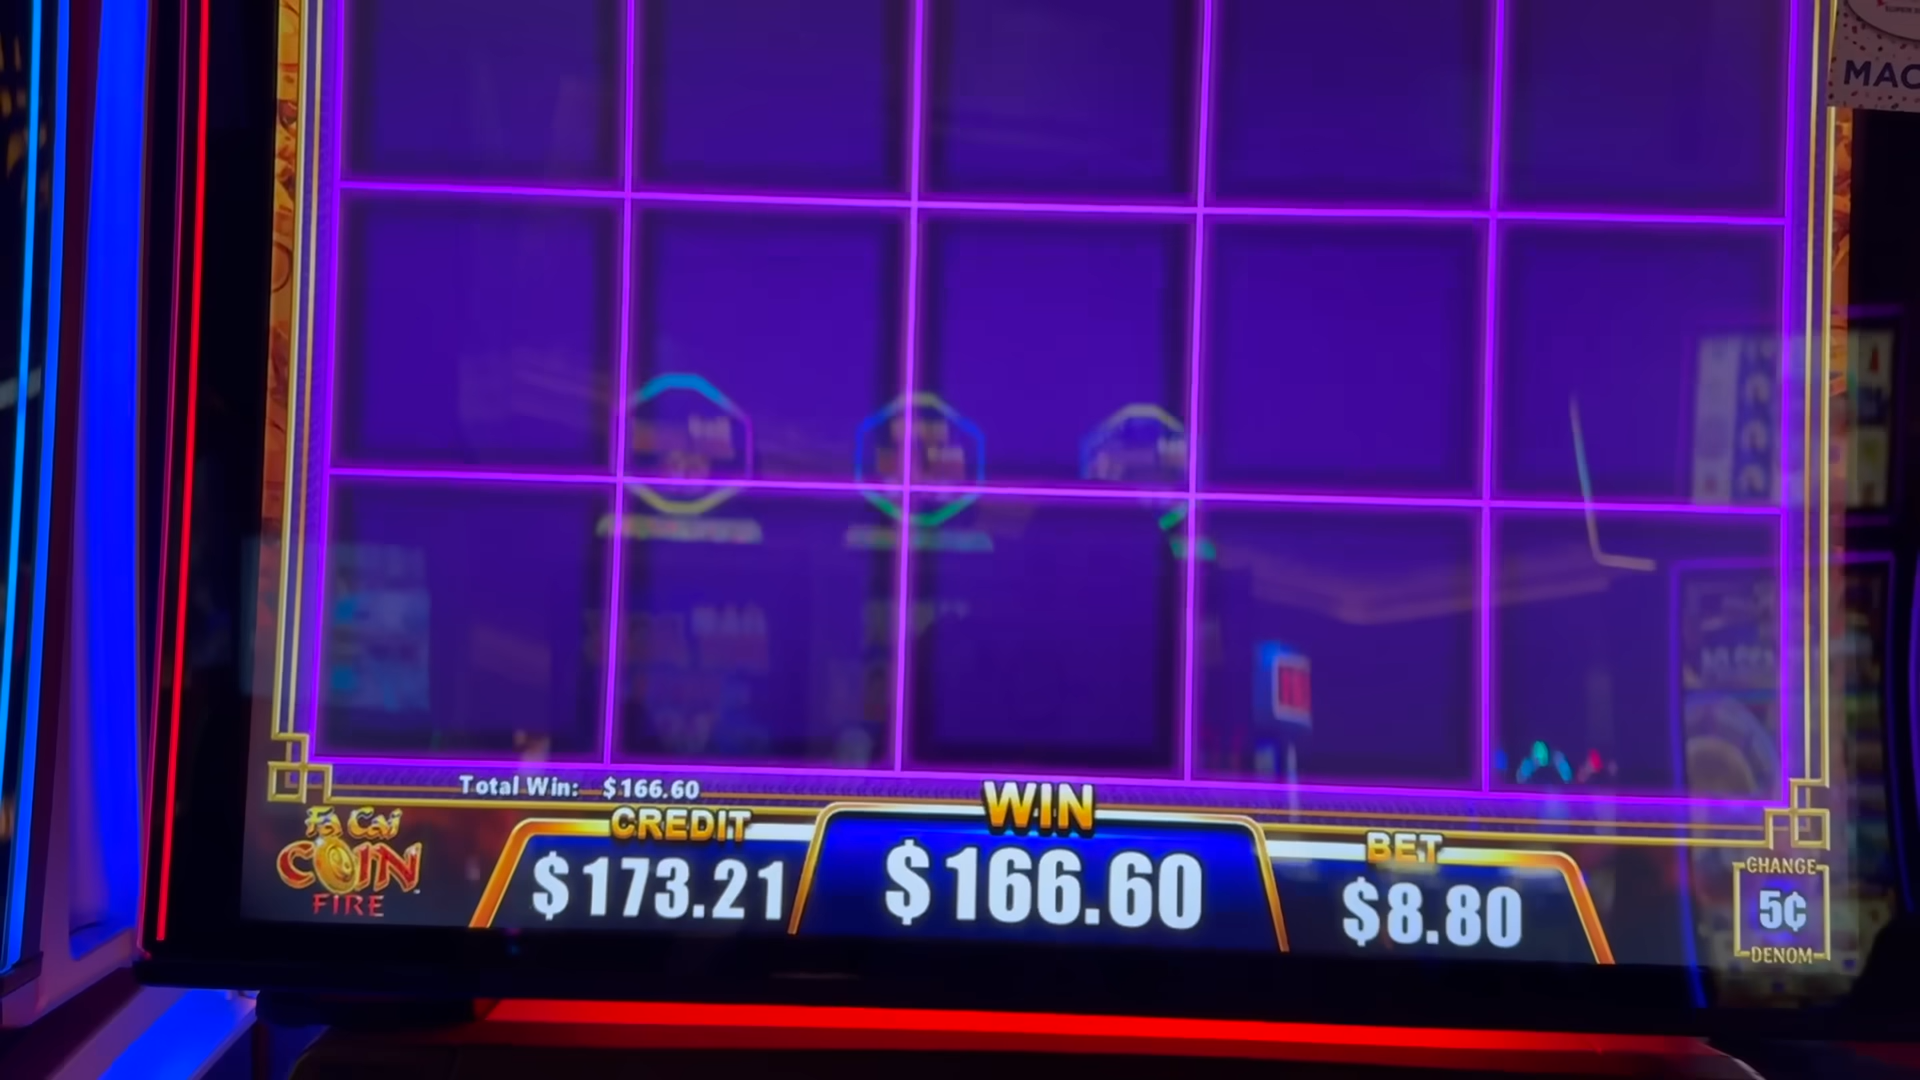 MAC
Total Win: $166.60
Fa Cai
COIN
FIRE
CREDIT
$173.21
WIN
$166.60
BET
$8.80
CHANGE
5¢
DENOM